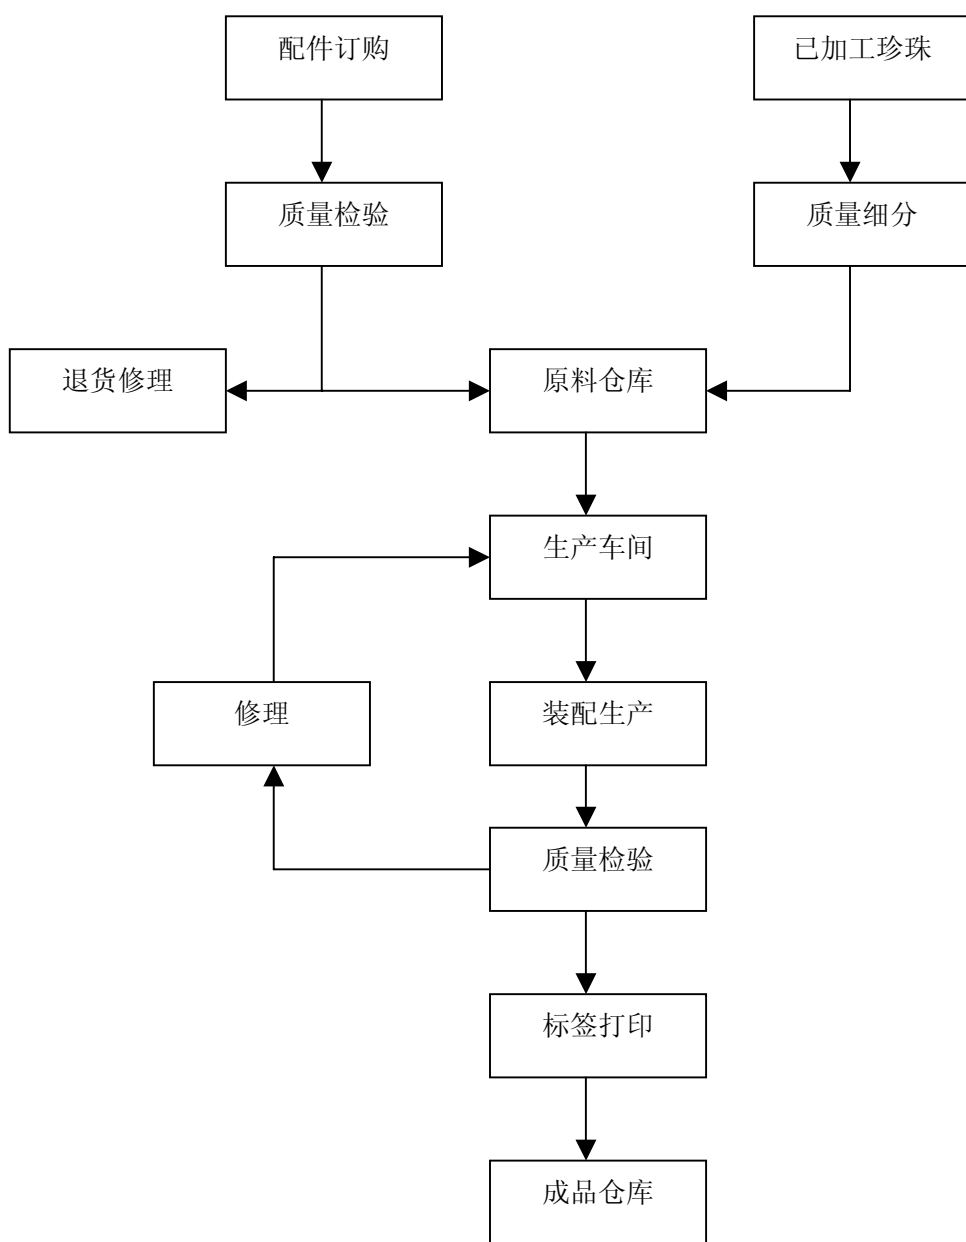 配件订购
已加工珍珠
质量检验
质量细分
退货修理
原料仓库
生产车间
修理
装配生产
质量检验
标签打印
成品仓库